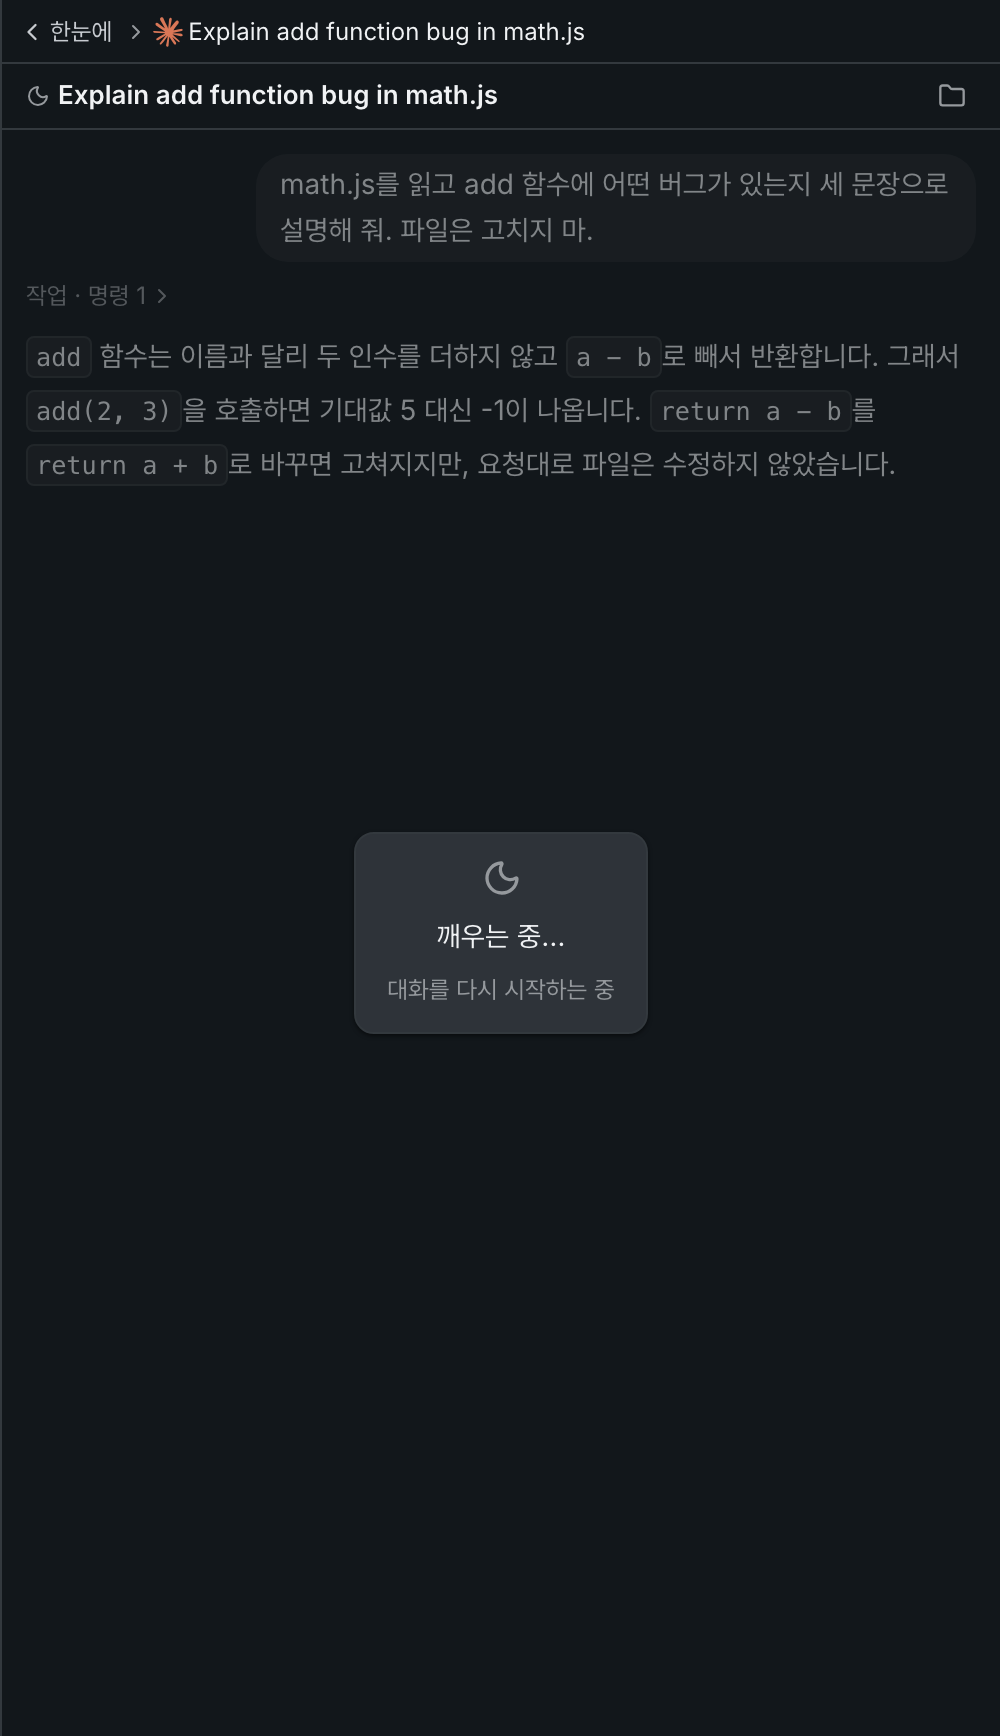 한눈에 Explain add function bug in math.js
Explain add function bug in math.js
math.js를 읽고 add 함수에 어떤 버그가 있는지 세 문장으로
설명해 줘. 파일은 고치지 마.
작업 · 명령 1
add 함수는 이름과 달리 두 인수를 더하지 않고 a − b로 빼서 반환합니다. 그래서
add(2, 3)을 호출하면 기대값 5 대신 -1이 나옵니다. return a − b를
return a + b로 바꾸면 고쳐지지만, 요청대로 파일은 수정하지 않았습니다.
깨우는 중...
대화를 다시 시작하는 중